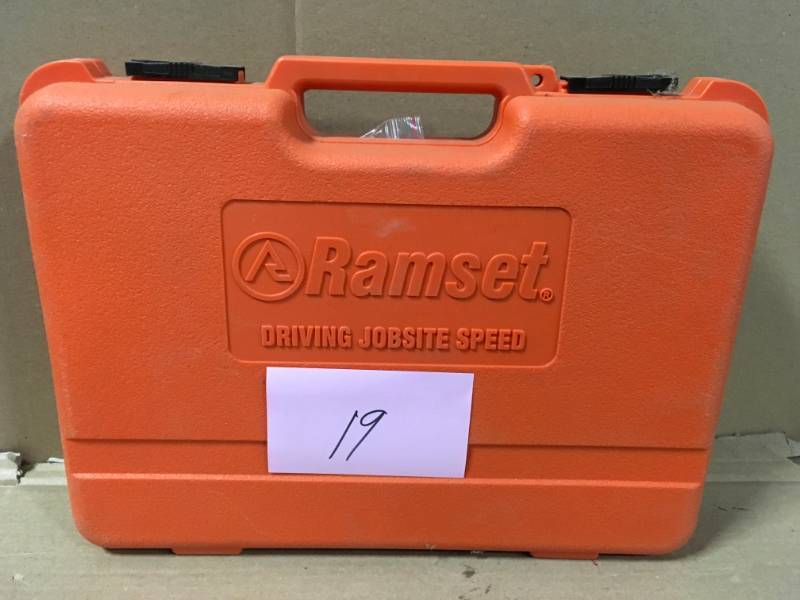 Ramset®
DRIVING JOBSITE SPEED
19